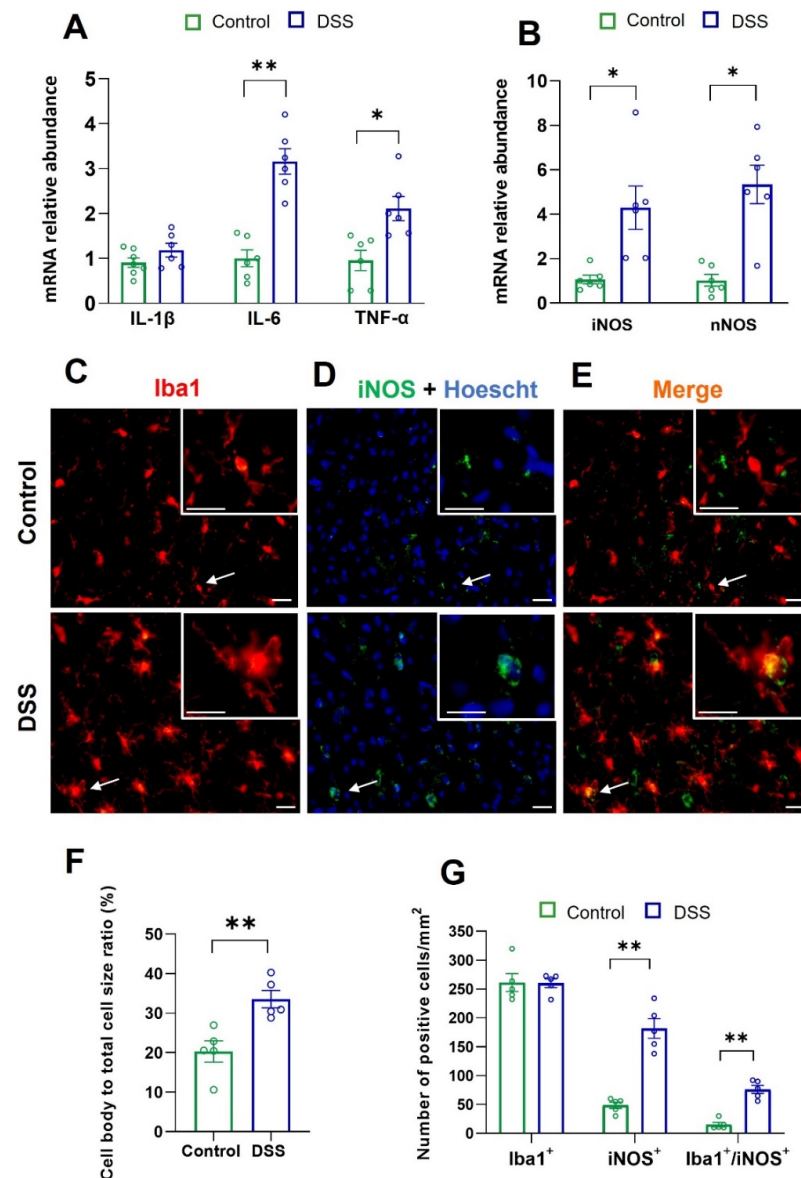 A
Control DSS
mRNA relative abundance
5
4
3
2
1
0
**
*
IL-1β IL-6 TNF-α
B
Control DSS
mRNA relative abundance
10
8
6
4
2
0
* *
iNOS nNOS
C D E
Iba1 iNOS + Hoescht Merge
Control
DSS
F
Cell body to total cell size ratio (%)
50
40
30
20
10
0
**
Control DSS
G
Control DSS
Number of positive cells/mm²
350
300
250
200
150
100
50
0
**
**
Iba1⁺ iNOS⁺ Iba1⁺/iNOS⁺